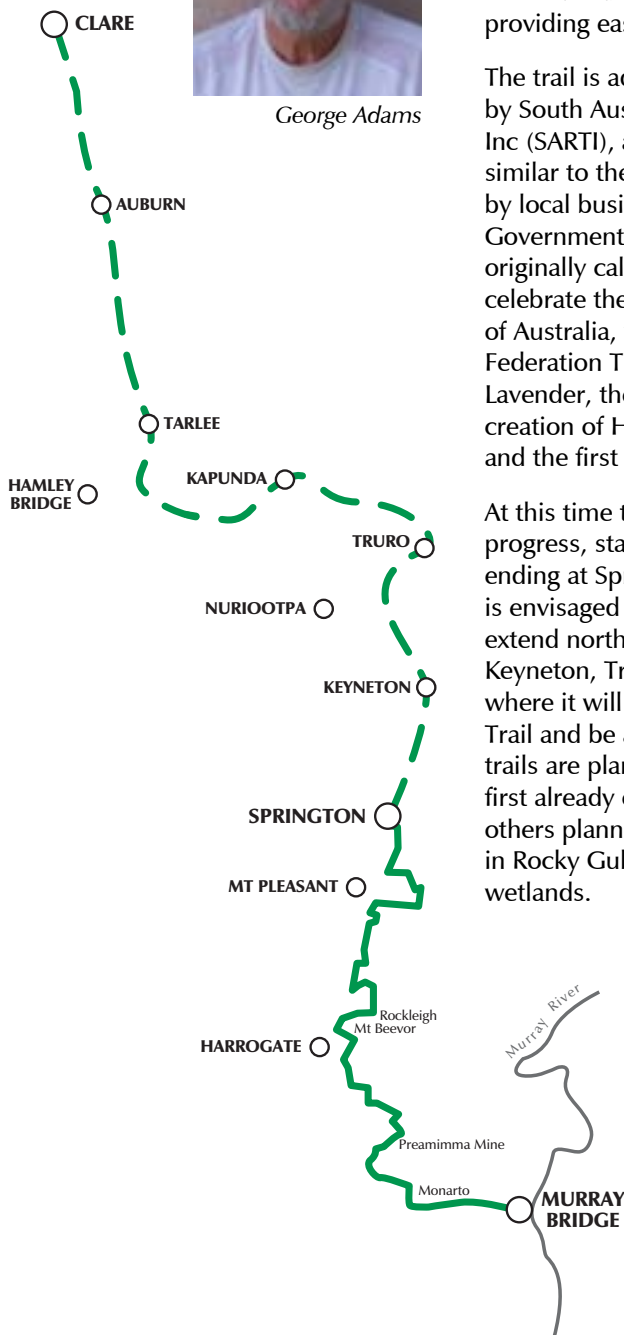 CLARE
George Adams
AUBURN
TARLEE
HAMLEY
BRIDGE
KAPUNDA
TRURO
NURIOOTPA
KEYNETON
SPRINGTON
MT PLEASANT
Rockleigh
Mt Beevor
HARROGATE
Preamimma Mine
Monarto
Murray River
MURRAY
BRIDGE
providing eas
The trail is ad
by South Aus
Inc (SARTI), a
similar to the
by local busi
Government
originally cal
celebrate the
of Australia,
Federation T
Lavender, the
creation of H
and the first
At this time t
progress, sta
ending at Spr
is envisaged
extend north
Keyneton, Tr
where it will
Trail and be a
trails are plan
first already o
others plann
in Rocky Gul
wetlands.